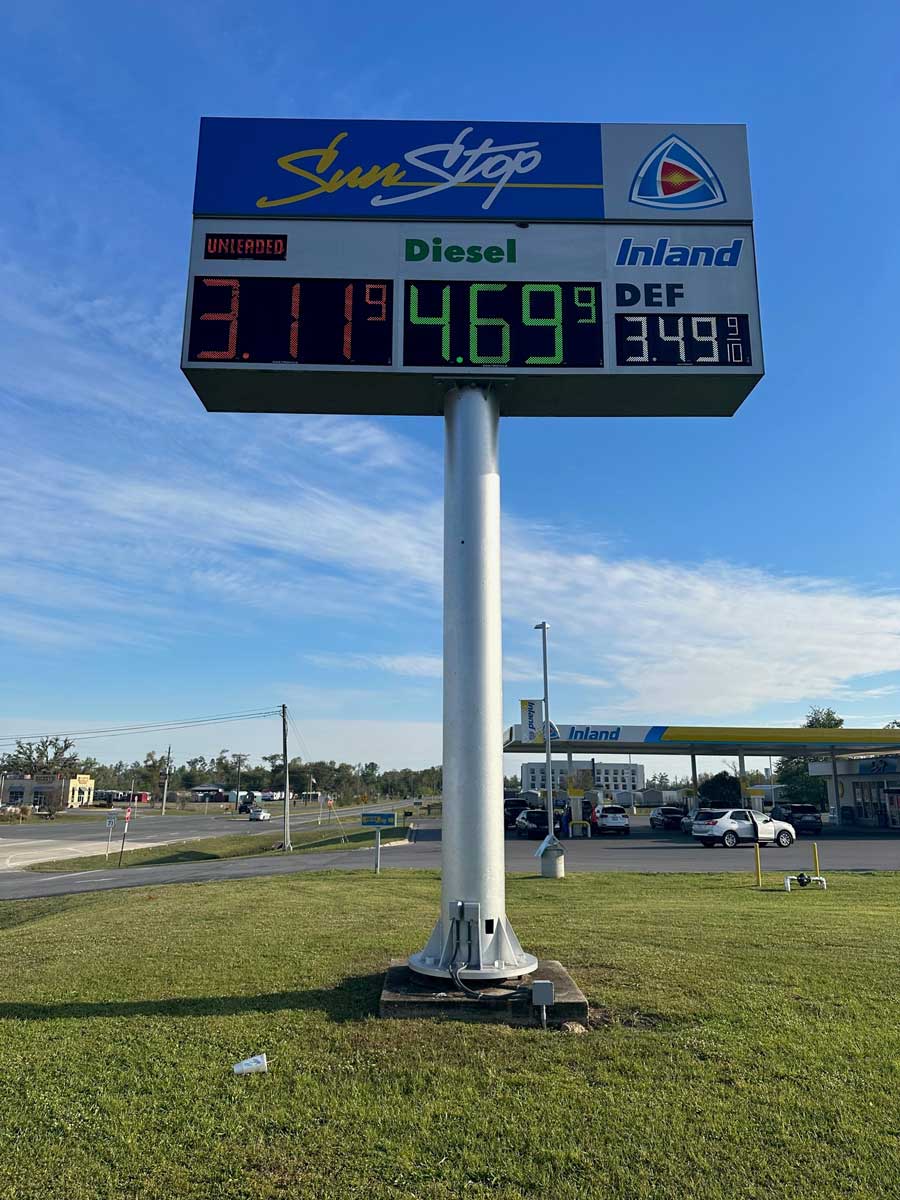 SunStop
UNLEADED
3.11 9
Diesel
4.69 9
Inland
DEF
3.49 9/10
Inland
Inland